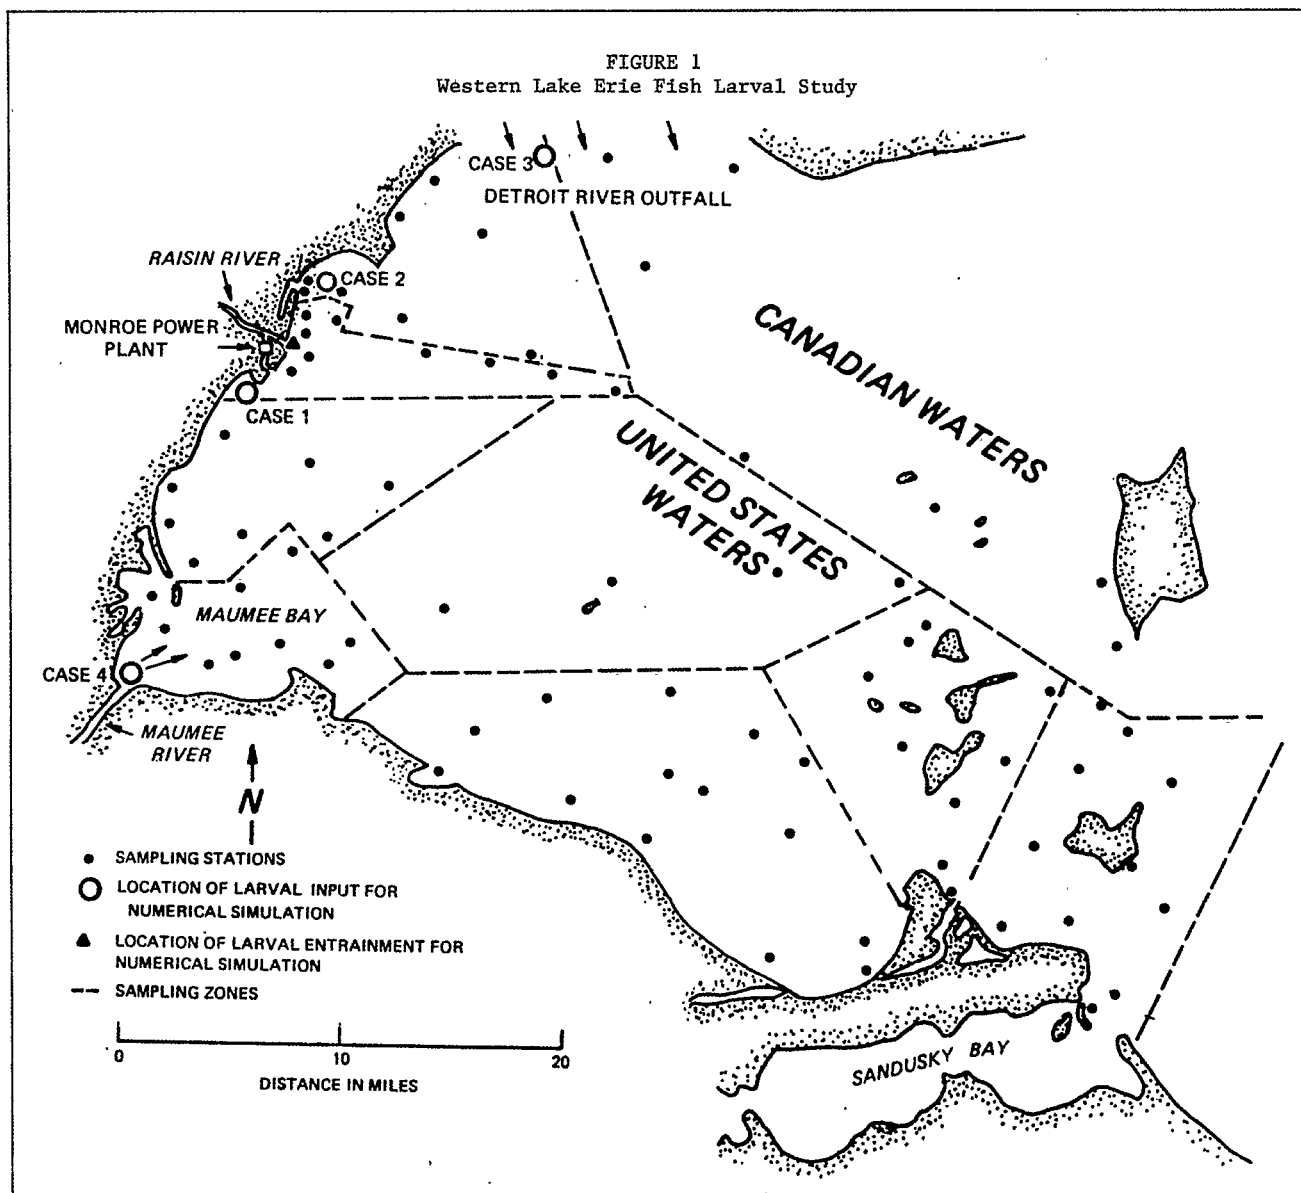 FIGURE 1
Western Lake Erie Fish Larval Study
CASE 3
DETROIT RIVER OUTFALL
RAISIN RIVER
CASE 2
MONROE POWER
PLANT
CASE 1
CANADIAN WATERS
UNITED STATES
WATERS
MAUMEE BAY
CASE 4
MAUMEE
RIVER
N
SAMPLING STATIONS
LOCATION OF LARVAL INPUT FOR
NUMERICAL SIMULATION
LOCATION OF LARVAL ENTRAINMENT FOR
NUMERICAL SIMULATION
SAMPLING ZONES
0 10 20
DISTANCE IN MILES
SANDUSKY BAY